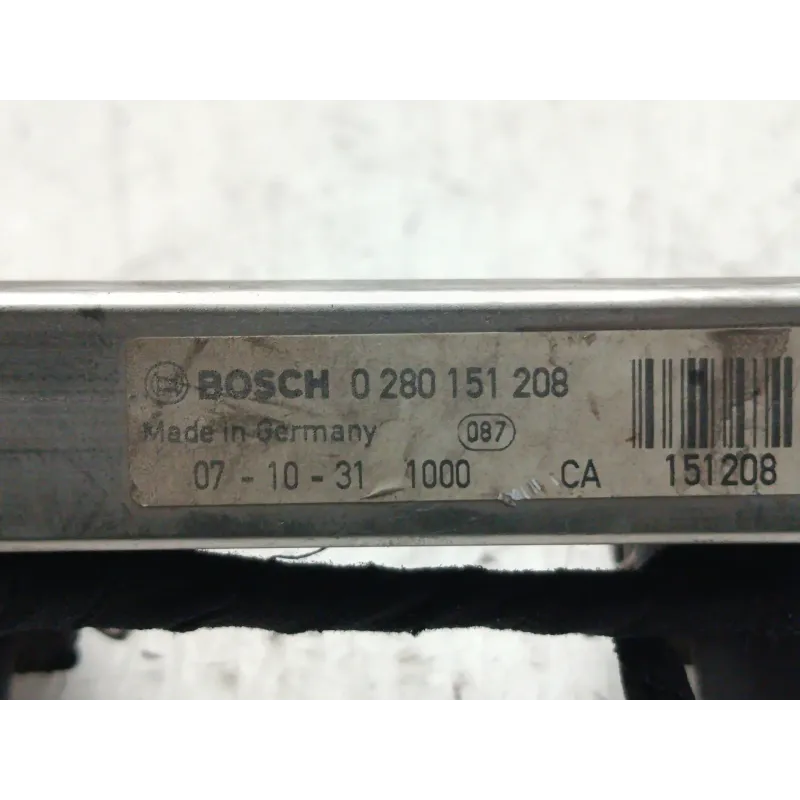 BOSCH 0 280 151 208
Made in Germany 087
07 - 10 - 31 1000 CA 151208